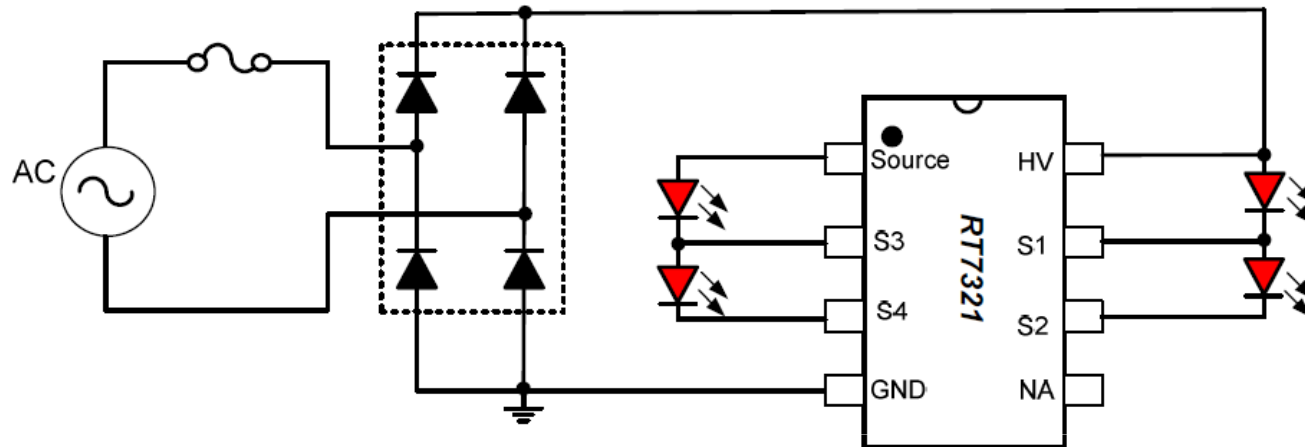 AC
Source
HV
S3
S1
RT7321
S4
S2
GND
NA